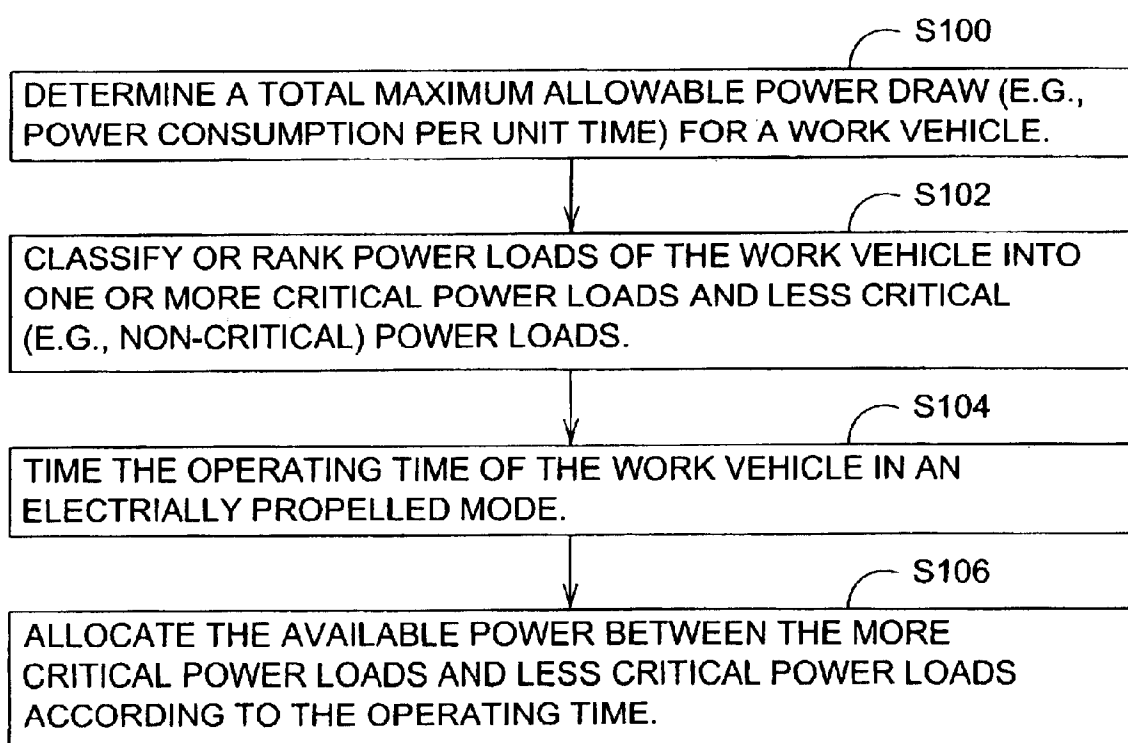 S100
DETERMINE A TOTAL MAXIMUM ALLOWABLE POWER DRAW (E.G.,
POWER CONSUMPTION PER UNIT TIME) FOR A WORK VEHICLE.
S102
CLASSIFY OR RANK POWER LOADS OF THE WORK VEHICLE INTO
ONE OR MORE CRITICAL POWER LOADS AND LESS CRITICAL
(E.G., NON-CRITICAL) POWER LOADS.
S104
TIME THE OPERATING TIME OF THE WORK VEHICLE IN AN
ELECTRIALLY PROPELLED MODE.
S106
ALLOCATE THE AVAILABLE POWER BETWEEN THE MORE
CRITICAL POWER LOADS AND LESS CRITICAL POWER LOADS
ACCORDING TO THE OPERATING TIME.